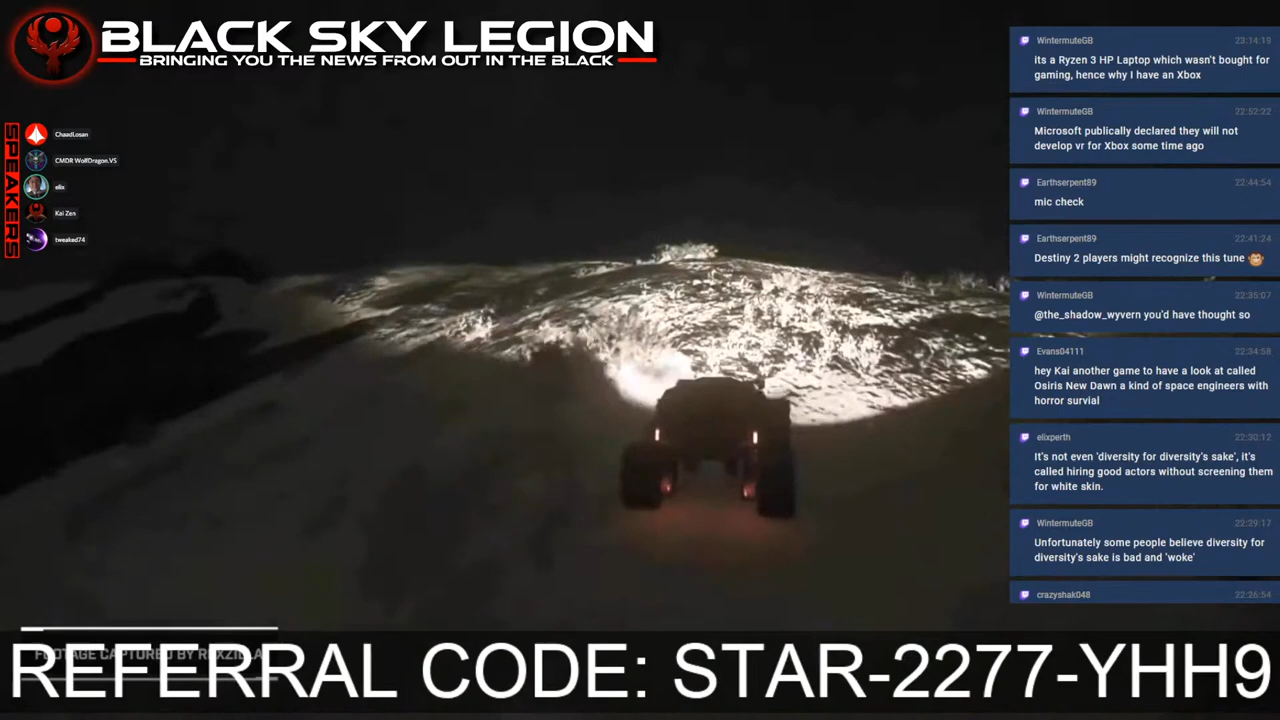 BLACK SKY LEGION
BRINGING YOU THE NEWS FROM OUT IN THE BLACK
SPEAKERS
ChaadLosan
CMDR WolfDragon.VS
elix
Kai Zen
tweaked74
WintermuteGB 23:14:19
its a Ryzen 3 HP Laptop which wasn't bought for
gaming, hence why I have an Xbox
WintermuteGB 22:52:22
Microsoft publically declared they will not
develop vr for Xbox some time ago
Earthserpent89 22:44:54
mic check
Earthserpent89 22:41:24
Destiny 2 players might recognize this tune
WintermuteGB 22:35:07
@the_shadow_wyvern you'd have thought so
Evans04111 22:34:58
hey Kai another game to have a look at called
Osiris New Dawn a kind of space engineers with
horror survial
elixperth 22:30:12
It's not even 'diversity for diversity's sake', it's
called hiring good actors without screening them
for white skin.
WintermuteGB 22:29:17
Unfortunately some people believe diversity for
diversity's sake is bad and 'woke'
crazyshak048 22:26:54
FOOTAGE CAPTURED BY
REFERRAL CODE: STAR-2277-YHH9